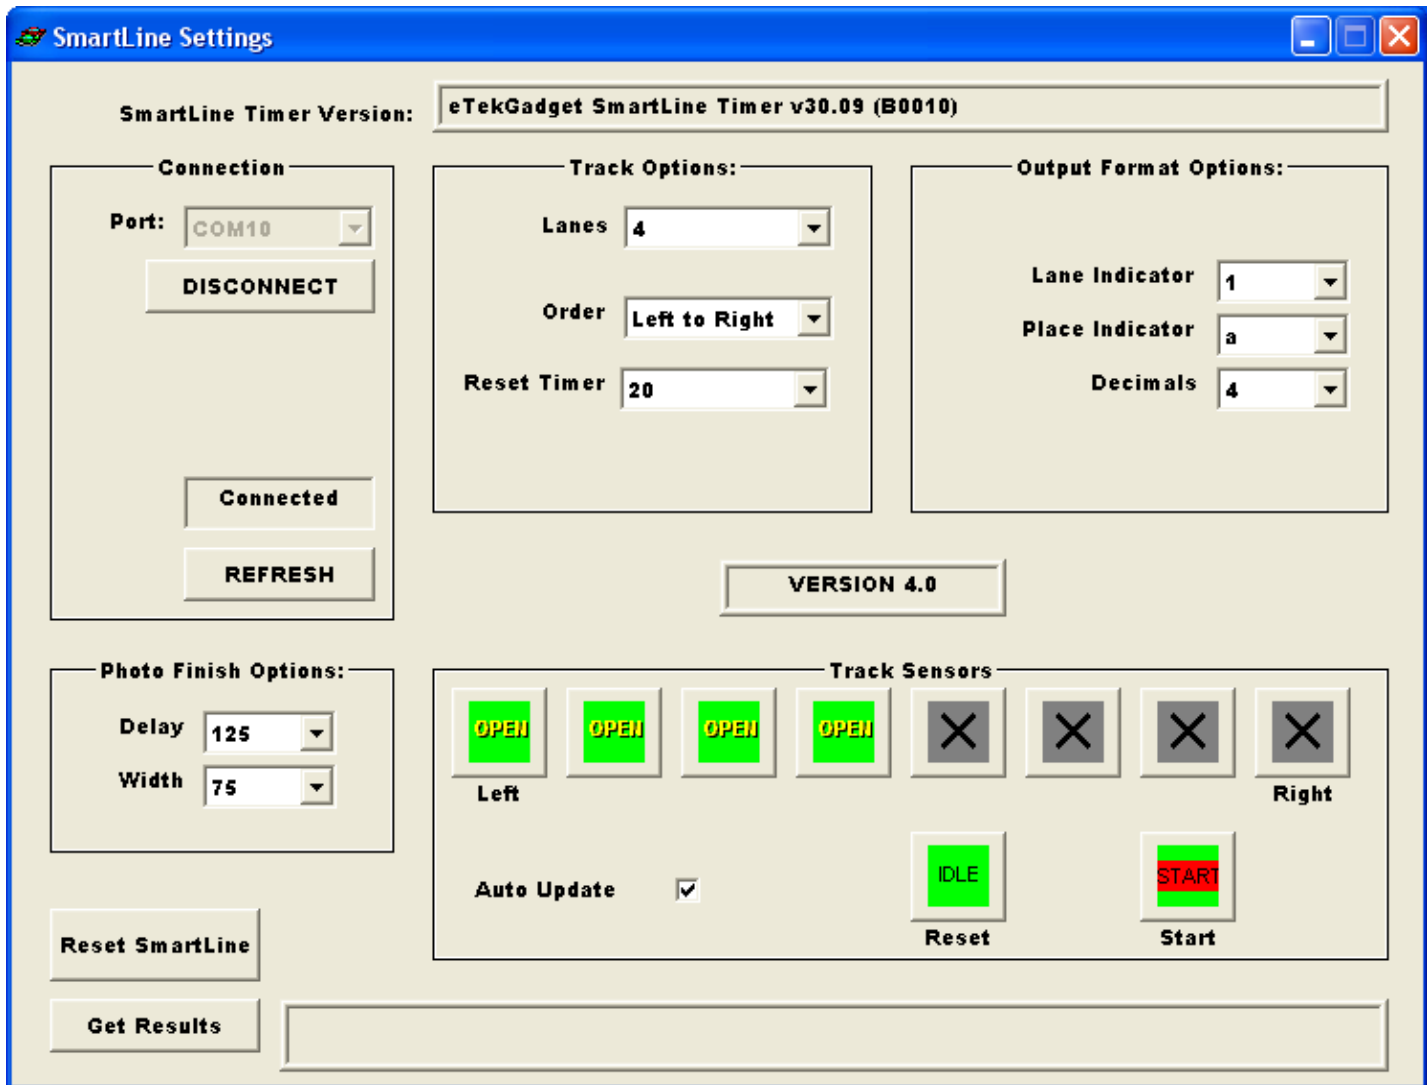 SmartLine Settings
SmartLine Timer Version:
eTekGadget SmartLine Timer v30.09 (B0010)
Connection
Port:
COM10
DISCONNECT
Connected
REFRESH
Track Options:
Lanes
4
Order
Left to Right
Reset Timer
20
Output Format Options:
Lane Indicator
1
Place Indicator
a
Decimals
4
VERSION 4.0
Photo Finish Options:
Delay
125
Width
75
Track Sensors
OPEN
OPEN
OPEN
OPEN
Left
Right
Auto Update
IDLE
Reset
START
Start
Reset SmartLine
Get Results